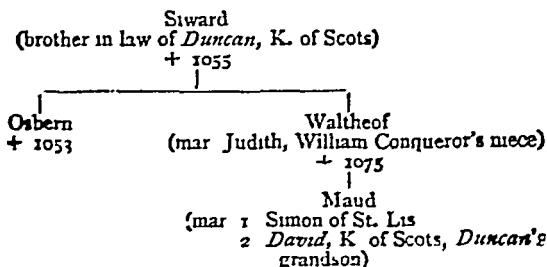 Siward
(brother in law of Duncan, K. of Scots)
+ 1055
Osbern
+ 1053
Waltheof
(mar Judith, William Conqueror's niece)
+ 1075
Maud
(mar 1 Simon of St. Lis
2 David, K of Scots, Duncan's
grandson)